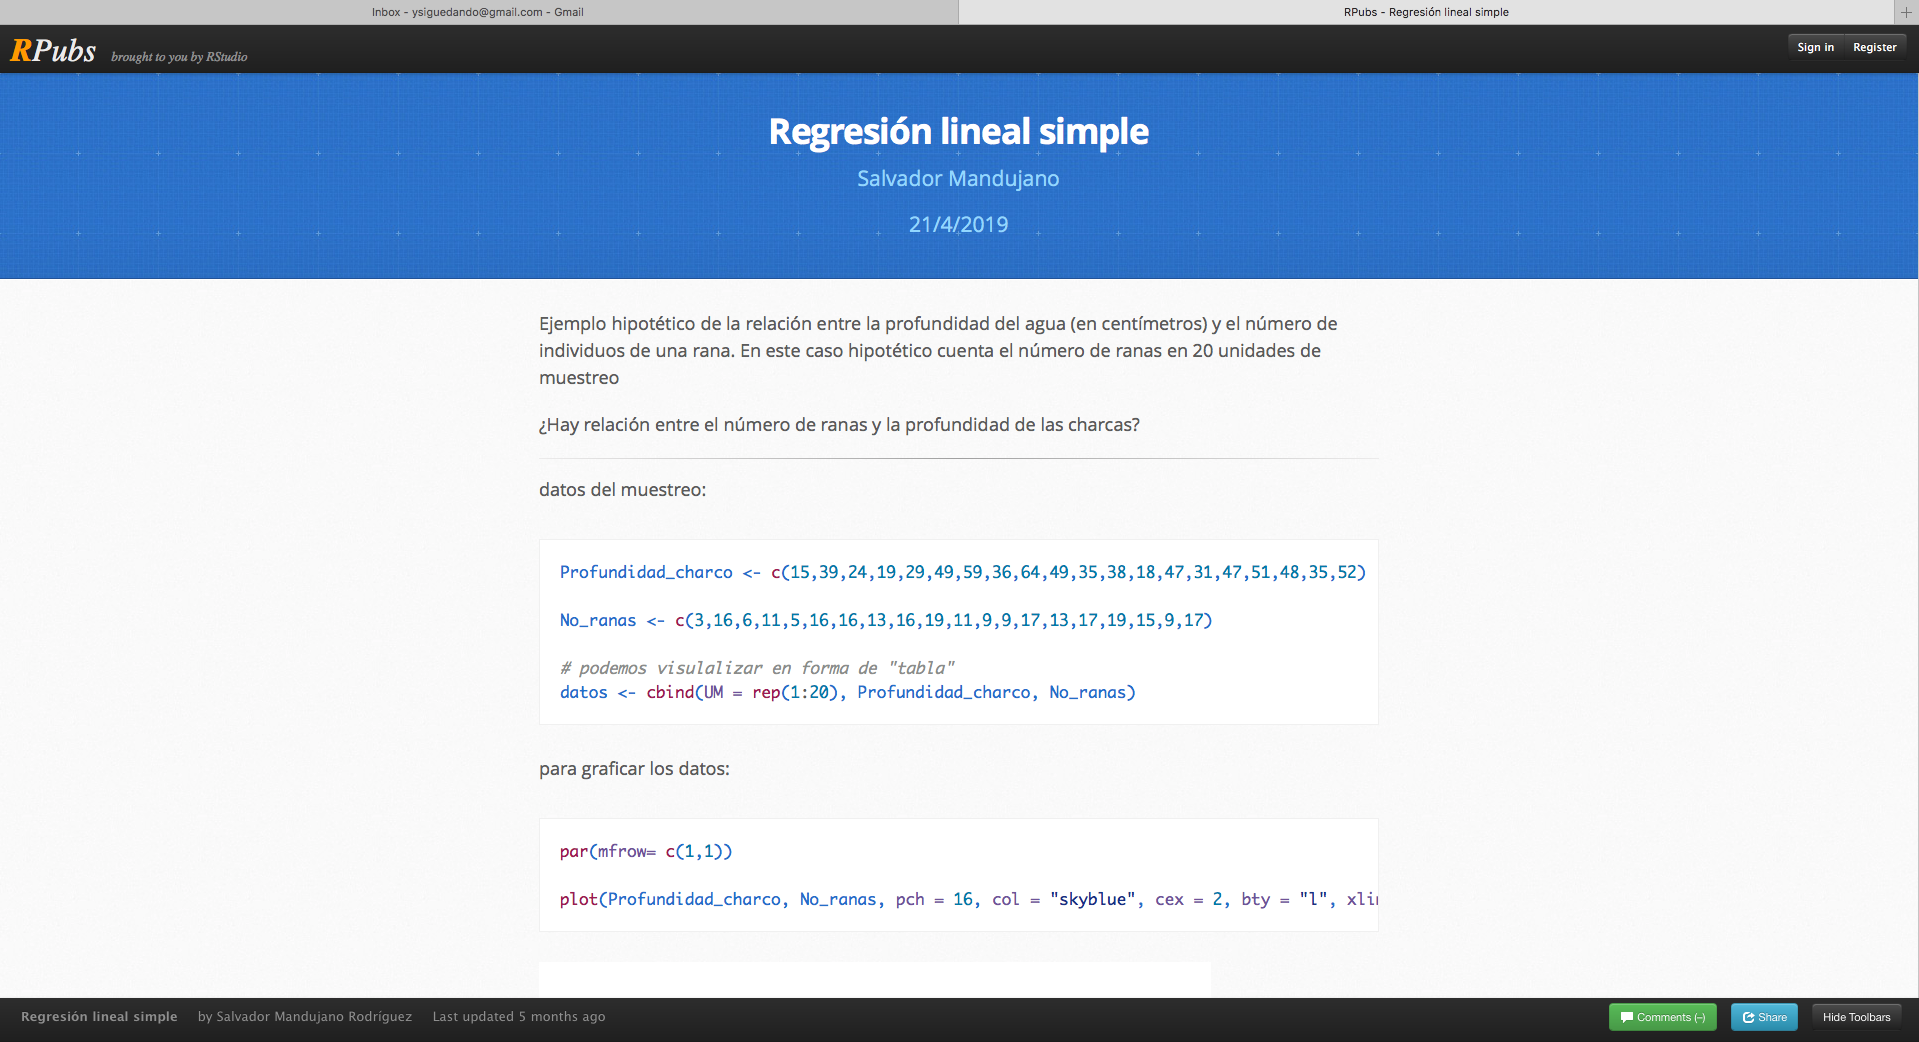 Inbox - ysiguedando@gmail.com - Gmail
RPubs - Regresión lineal simple
RPubs brought to you by RStudio
Sign in Register
Regresión lineal simple
Salvador Mandujano
21/4/2019
Ejemplo hipotético de la relación entre la profundidad del agua (en centímetros) y el número de
individuos de una rana. En este caso hipotético cuenta el número de ranas en 20 unidades de
muestreo
¿Hay relación entre el número de ranas y la profundidad de las charcas?
datos del muestreo:
Profundidad_charco <- c(15,39,24,19,29,49,59,36,64,49,35,38,18,47,31,47,51,48,35,52)
No_ranas <- c(3,16,6,11,5,16,16,13,16,19,11,9,9,17,13,17,19,15,9,17)
# podemos visulalizar en forma de "tabla"
datos <- cbind(UM = rep(1:20), Profundidad_charco, No_ranas)
para graficar los datos:
par(mfrow= c(1,1))
plot(Profundidad_charco, No_ranas, pch = 16, col = "skyblue", cex = 2, bty = "l",
Regresión lineal simple by Salvador Mandujano Rodríguez Last updated 5 months ago
Comments (–) Share Hide Toolbars